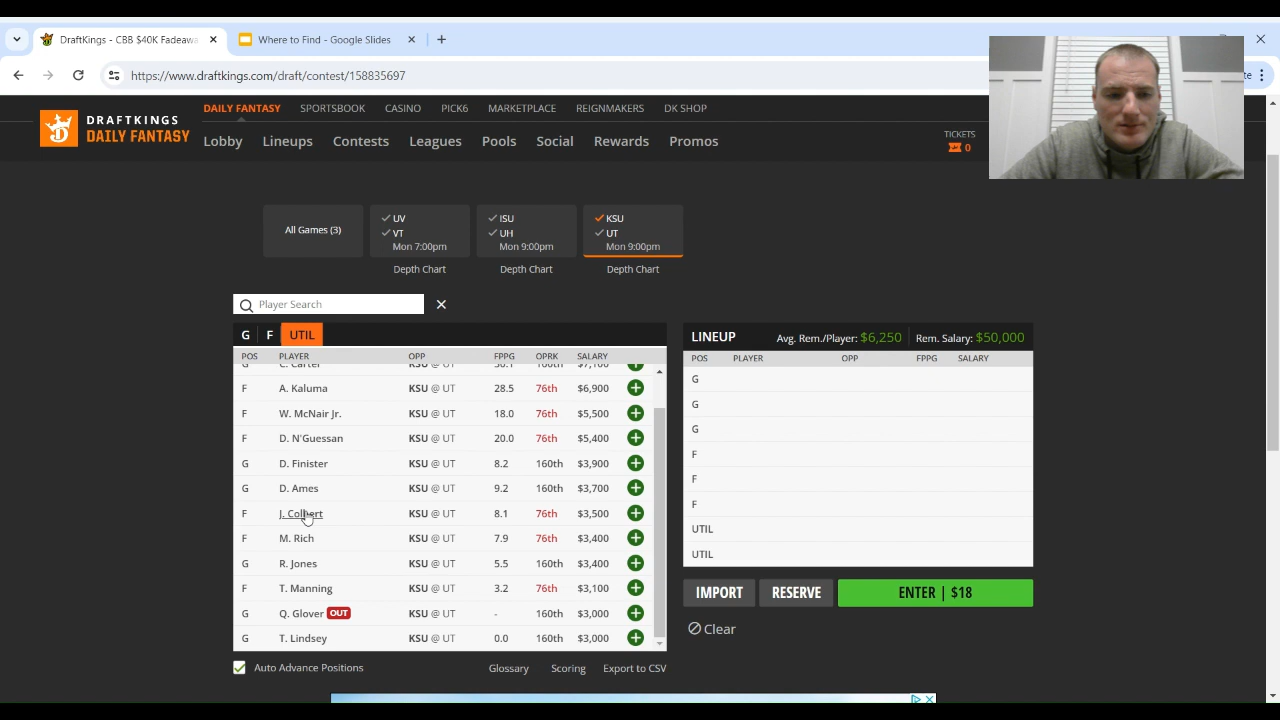 DraftKings - CBB $40K Fadeawa
Where to Find - Google Slides
https://www.draftkings.com/draft/contest/
DRAFTKINGS
DAILY FANTASY
DAILY FANTASY SPORTSBOOK CASINO PICK6 MARKETPLACE REIGNMAKERS DK SHOP
Lobby Lineups Contests Leagues Pools Social Rewards Promos
TICKETS
0
All Games (3)
UV
VT
Mon 7:00pm
Depth Chart
ISU
UH
Mon 9:00pm
Depth Chart
KSU
UT
Mon 9:00pm
Depth Chart
Player Search
G F UTIL
POS PLAYER OPP FPPG OPRK SALARY
G C. Carter KSU @ UT 160th
F A. Kaluma KSU @ UT 28.5 76th $6,900
F W. McNair Jr. KSU @ UT 18.0 76th $5,500
F D. N'Guessan KSU @ UT 20.0 76th $5,400
G D. Finister KSU @ UT 8.2 160th $3,900
G D. Ames KSU @ UT 9.2 160th $3,700
F J. Colbert KSU @ UT 8.1 76th $3,500
F M. Rich KSU @ UT 7.9 76th $3,400
G R. Jones KSU @ UT 5.5 160th $3,400
F T. Manning KSU @ UT 3.2 76th $3,100
G Q. Glover OUT KSU @ UT - 160th $3,000
G T. Lindsey KSU @ UT 0.0 160th $3,000
Auto Advance Positions Glossary Scoring Export to CSV
LINEUP Avg. Rem./Player: $6,250 Rem. Salary: $50,000
POS PLAYER OPP FPPG SALARY
G
G
G
F
F
F
UTIL
UTIL
IMPORT RESERVE ENTER | $18
Clear